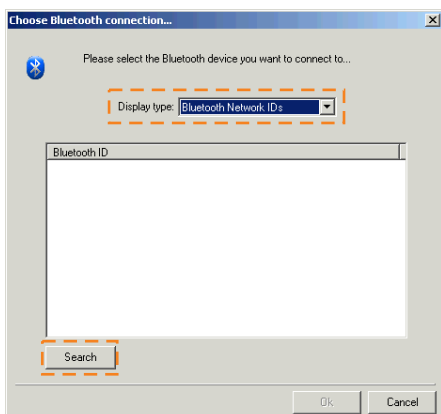 Choose Bluetooth connection...
Please select the Bluetooth device you want to connect to...
Display type: Bluetooth Network IDs
Bluetooth ID
Search
Ok Cancel